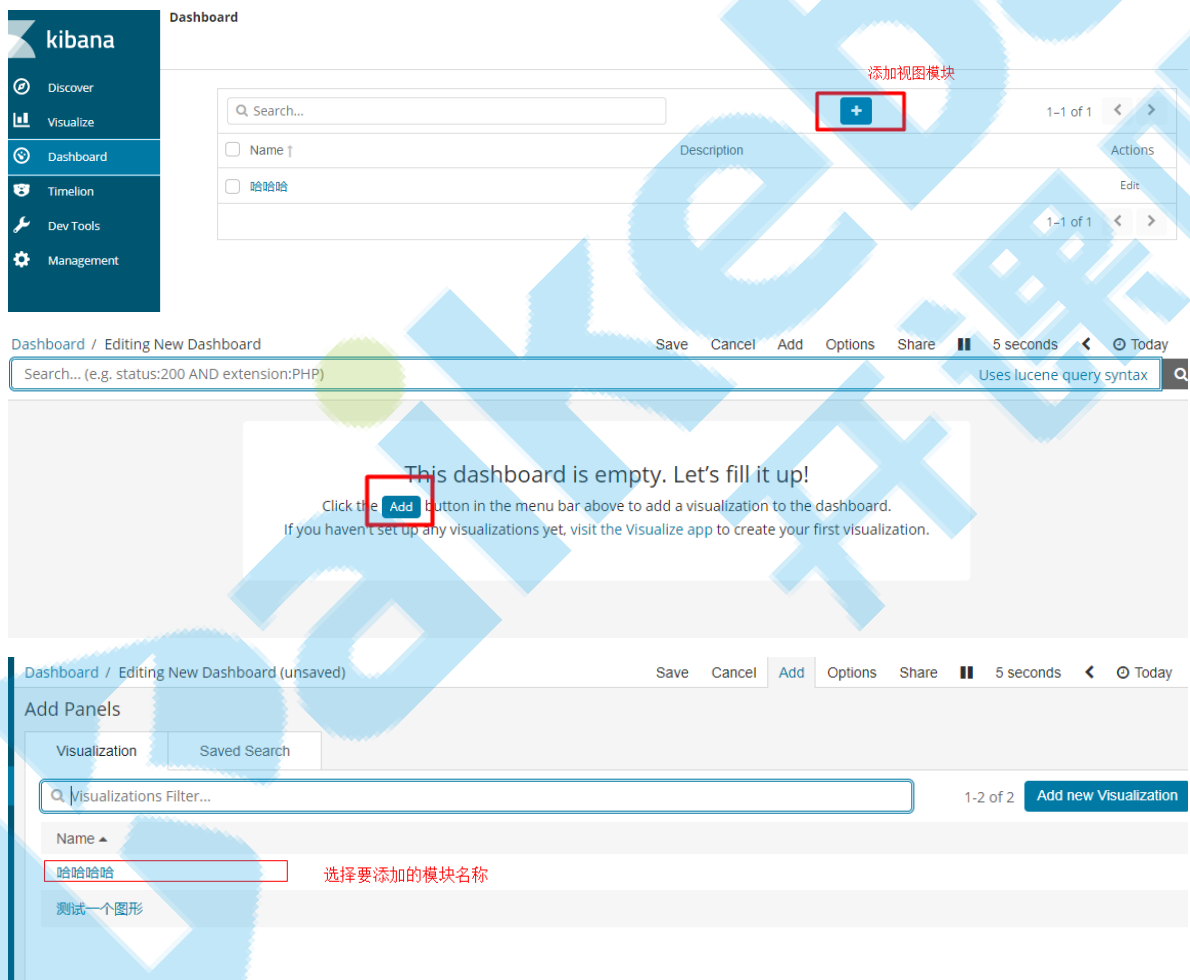 Dashboard
kibana
添加视图模块
Discover
Search...
+
1–1 of 1
Visualize
Name
Description
Actions
Dashboard
哈哈哈
Edit
Timelion
1–1 of 1
Dev Tools
Management
Dashboard / Editing New Dashboard
Save Cancel Add Options Share 5 seconds Today
Search... (e.g. status:200 AND extension:PHP)
Uses lucene query syntax
This dashboard is empty. Let's fill it up!
Click the Add button in the menu bar above to add a visualization to the dashboard.
If you haven't set up any visualizations yet, visit the Visualize app to create your first visualization.
Dashboard / Editing New Dashboard (unsaved)
Save Cancel Add Options Share 5 seconds Today
Add Panels
Visualization Saved Search
Visualizations Filter...
1-2 of 2
Add new Visualization
Name
哈哈哈哈
选择要添加的模块名称
测试一个图形